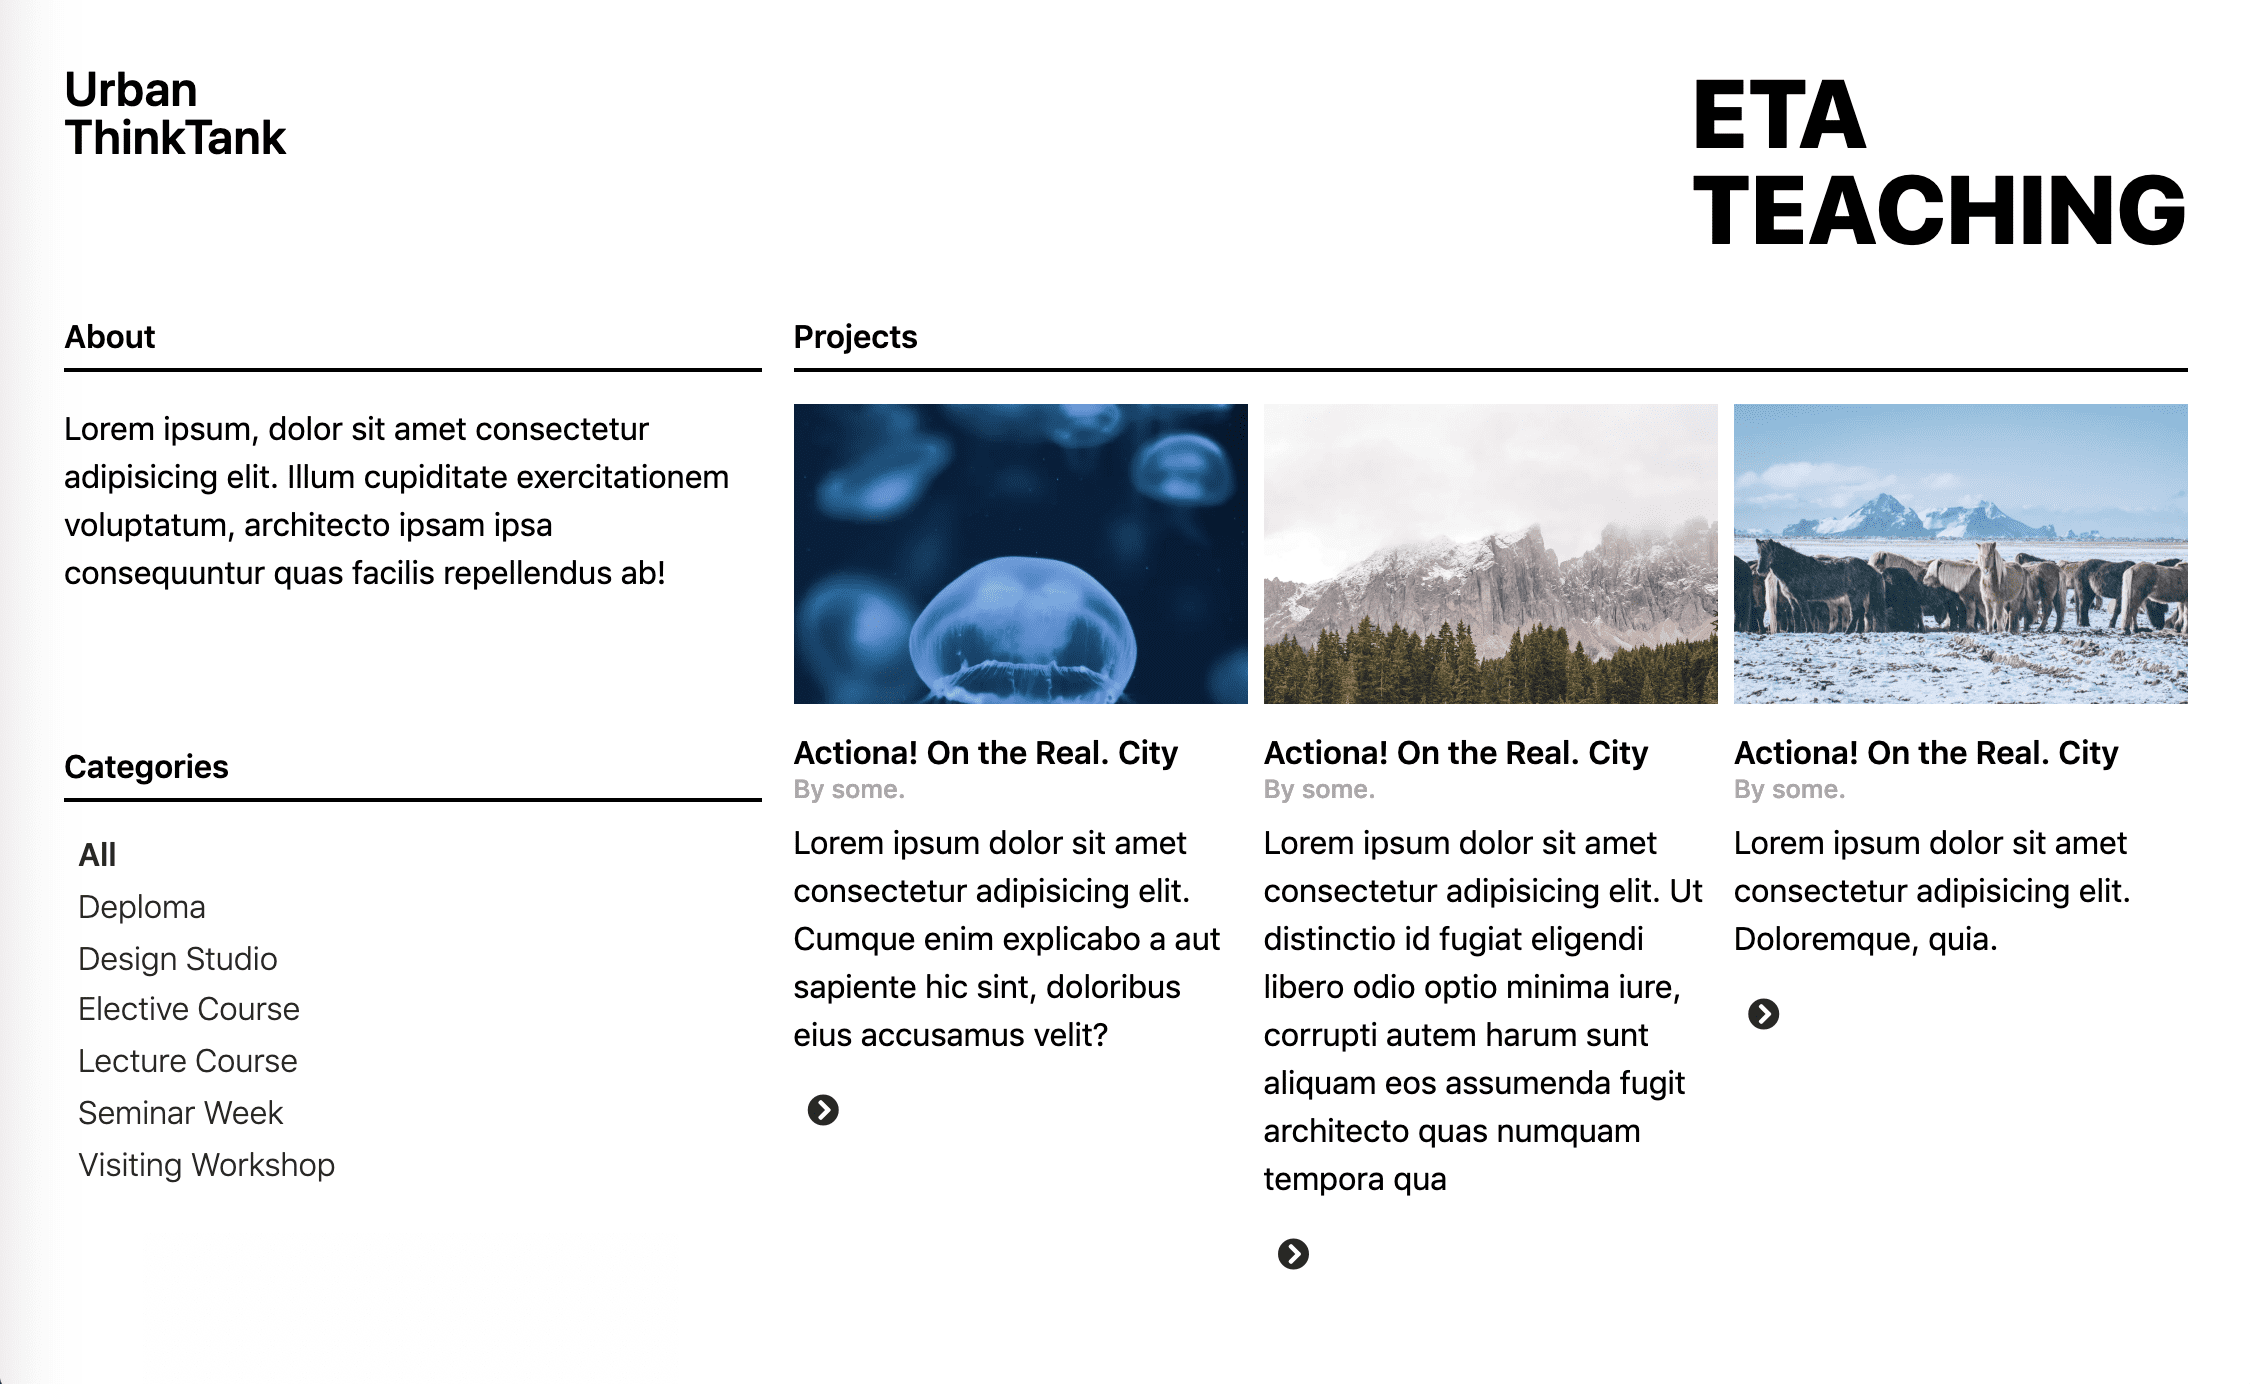 Urban
ThinkTank
ETA
TEACHING
About
Lorem ipsum, dolor sit amet consectetur
adipisicing elit. Illum cupiditate exercitationem
voluptatum, architecto ipsam ipsa
consequuntur quas facilis repellendus ab!
Categories
All
Deploma
Design Studio
Elective Course
Lecture Course
Seminar Week
Visiting Workshop
Projects
Actiona! On the Real. City
By some.
Lorem ipsum dolor sit amet
consectetur adipisicing elit.
Cumque enim explicabo a aut
sapiente hic sint, doloribus
eius accusamus velit?
Actiona! On the Real. City
By some.
Lorem ipsum dolor sit amet
consectetur adipisicing elit. Ut
distinctio id fugiat eligendi
libero odio optio minima iure,
corrupti autem harum sunt
aliquam eos assumenda fugit
architecto quas numquam
tempora qua
Actiona! On the Real. City
By some.
Lorem ipsum dolor sit amet
consectetur adipisicing elit.
Doloremque, quia.